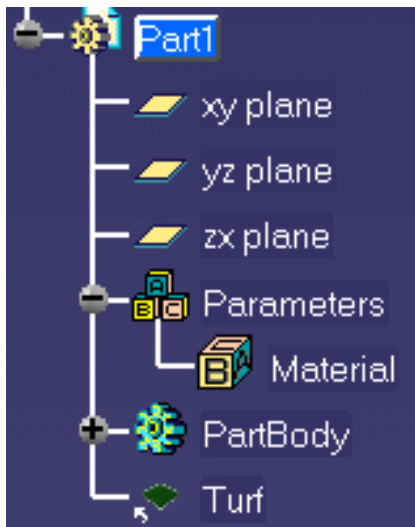 Part1
xy plane
yz plane
zx plane
Parameters
Material
PartBody
Turf